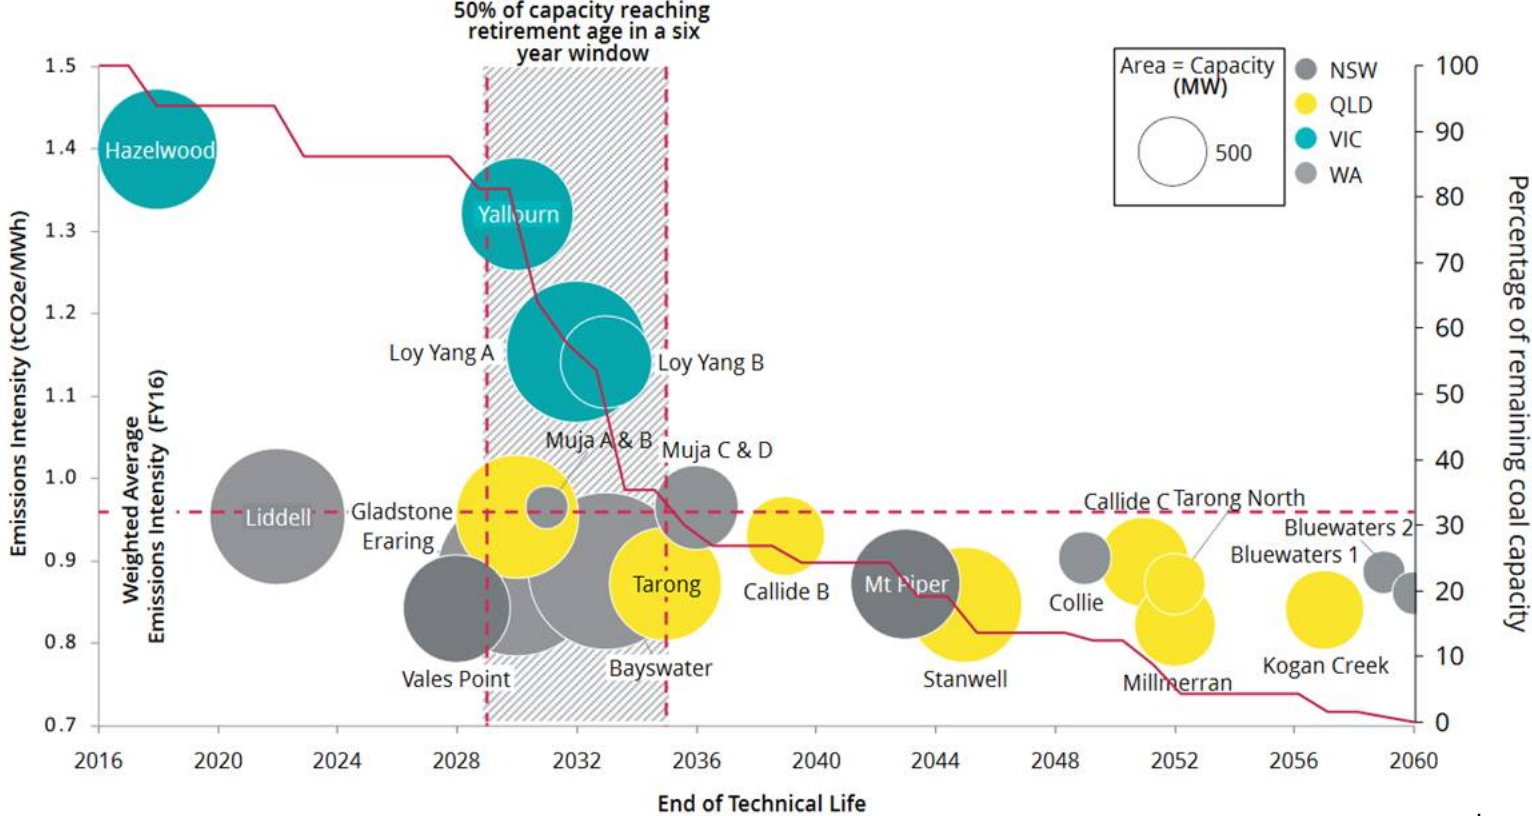 50% of capacity reaching
retirement age in a six
year window
Area = Capacity
(MW)
500
NSW
QLD
VIC
WA
Emissions Intensity (tCO2e/MWh)
1.5
1.4
1.3
1.2
1.1
1.0
0.9
0.8
0.7
Weighted Average
Emissions Intensity (FY16)
Hazelwood
Yallourn
Loy Yang A
Loy Yang B
Muja A & B
Muja C & D
Liddell
Gladstone
Eraring
Vales Point
Tarong
Bayswater
Callide B
Mt Piper
Stanwell
Collie
Callide C
Tarong North
Millmerran
Bluewaters 2
Bluewaters 1
Kogan Creek
100
90
80
70
60
50
40
30
20
10
0
Percentage of remaining coal capacity
2016 2020 2024 2028 2032 2036 2040 2044 2048 2052 2056 2060
End of Technical Life